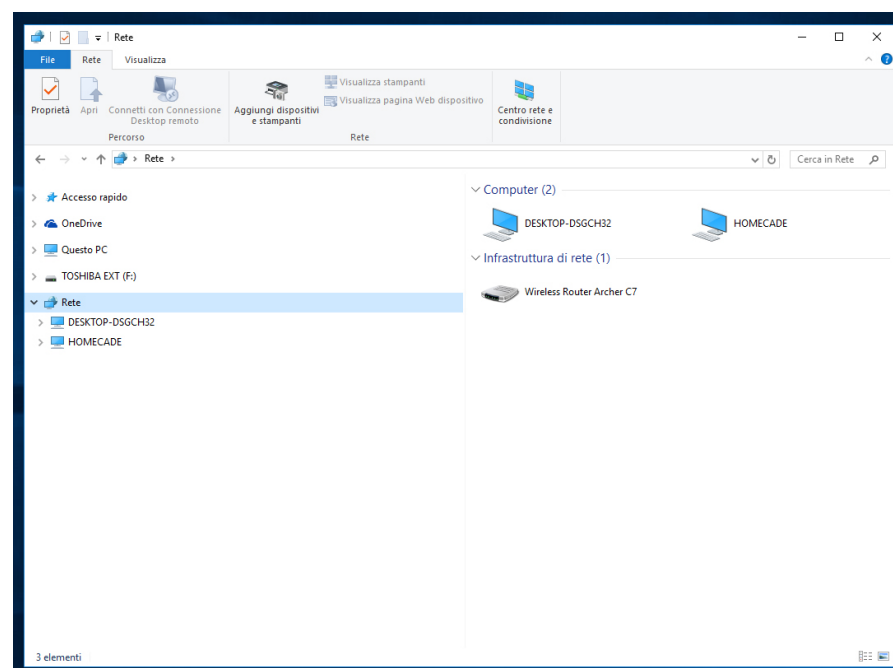 Rete
File Rete Visualizza
Proprietà
Apri
Connetti con Connessione
Desktop remoto
Percorso
Aggiungi dispositivi
e stampanti
Visualizza stampanti
Visualizza pagina Web dispositivo
Rete
Centro rete e
condivisione
Rete
Cerca in Rete
Accesso rapido
OneDrive
Questo PC
TOSHIBA EXT (F:)
Rete
DESKTOP-DSGCH32
HOMECADE
Computer (2)
DESKTOP-DSGCH32
HOMECADE
Infrastruttura di rete (1)
Wireless Router Archer C7
3 elementi